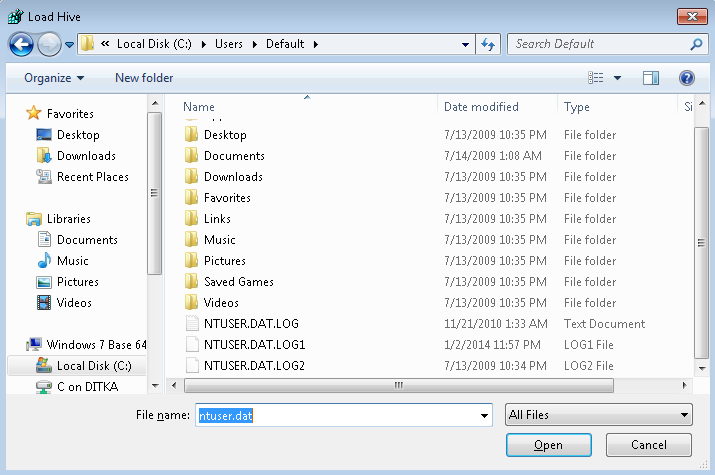 Load Hive
« Local Disk (C:) ▸ Users ▸ Default ▸
Search Default
Organize New folder
Name Date modified Type Si
Favorites
Desktop
Downloads
Recent Places
Libraries
Documents
Music
Pictures
Videos
Windows 7 Base 64
Local Disk (C:)
C on DITKA
Desktop 7/13/2009 10:35 PM File folder
Documents 7/14/2009 1:08 AM File folder
Downloads 7/13/2009 10:35 PM File folder
Favorites 7/13/2009 10:35 PM File folder
Links 7/13/2009 10:35 PM File folder
Music 7/13/2009 10:35 PM File folder
Pictures 7/13/2009 10:35 PM File folder
Saved Games 7/13/2009 10:35 PM File folder
Videos 7/13/2009 10:35 PM File folder
NTUSER.DAT.LOG 11/21/2010 1:33 AM Text Document
NTUSER.DAT.LOG1 1/2/2014 11:57 PM LOG1 File
NTUSER.DAT.LOG2 7/13/2009 10:34 PM LOG2 File
File name: ntuser.dat All Files
Open Cancel